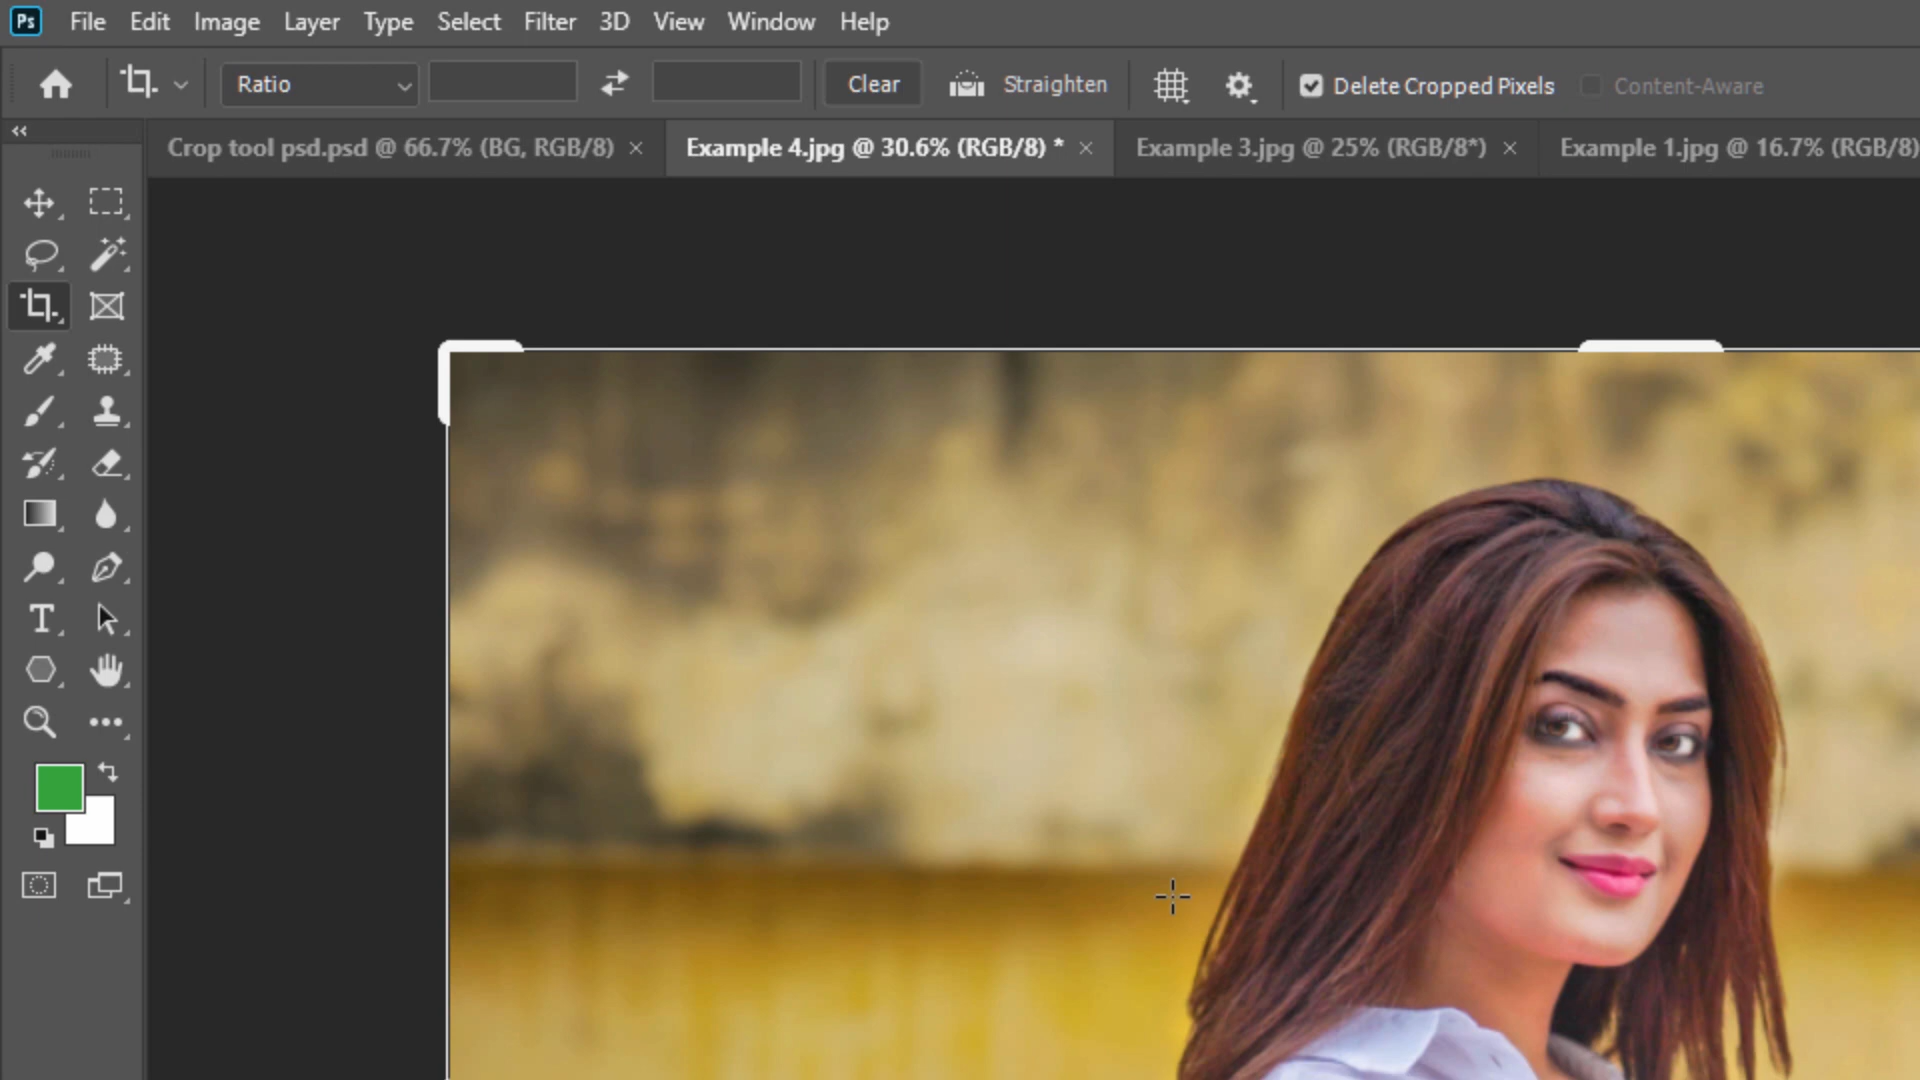 Ps File Edit Image Layer Type Select Filter 3D View Window Help
Ratio Clear Straighten Delete Cropped Pixels Content-Aware
Crop tool psd.psd @ 66.7% (BG, RGB/8) × Example 4.jpg @ 30.6% (RGB/8) * × Example 3.jpg @ 25% (RGB/8*) × Example 1.jpg @ 16.7% (RGB/8)